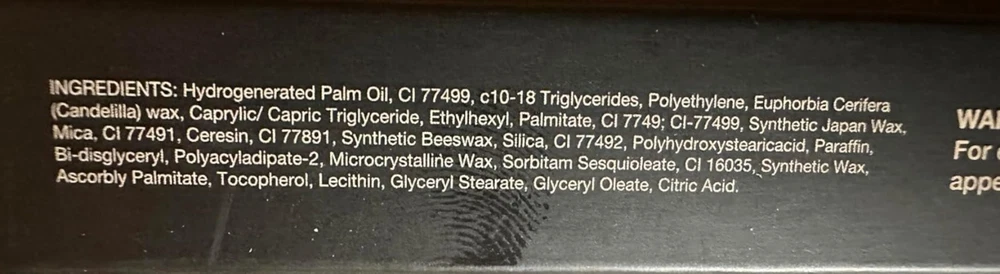 INGREDIENTS: Hydrogenated Palm Oil, CI 77499, c10-18 Triglycerides, Polyethylene, Euphorbia Cerifera
(Candelilla) wax, Caprylic/ Capric Triglyceride, Ethylhexyl, Palmitate, CI 7749; CI-77499, Synthetic Japan Wax,
Mica, CI 77491, Ceresin, CI 77891, Synthetic Beeswax, Silica, CI 77492, Polyhydroxystearicacid, Paraffin,
Bi-disglyceryl, Polyacyladipate-2, Microcrystalline Wax, Sorbitam Sesquioleate, CI 16035, Synthetic Wax,
Ascorbly Palmitate, Tocopherol, Lecithin, Glyceryl Stearate, Glyceryl Oleate, Citric Acid.
For